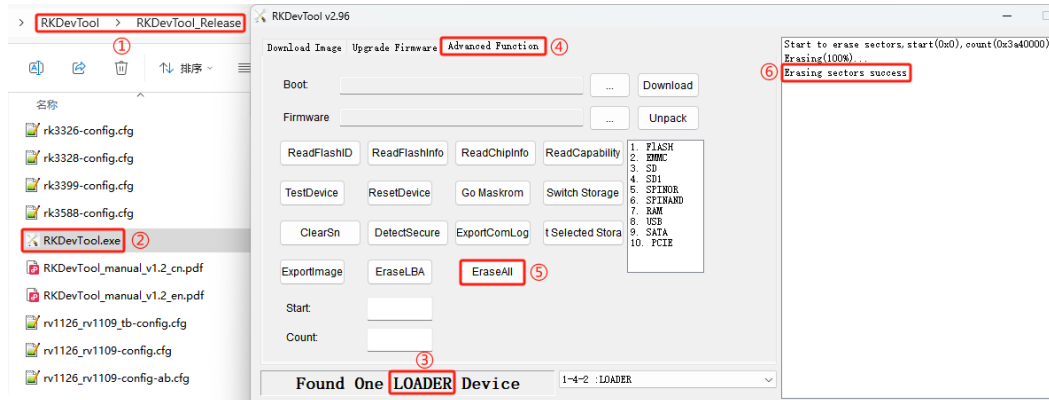 > RKDevTool > RKDevTool_Release
①
排序
名称
rk3326-config.cfg
rk3328-config.cfg
rk3399-config.cfg
rk3588-config.cfg
RKDevTool.exe ②
RKDevTool_manual_v1.2_cn.pdf
RKDevTool_manual_v1.2_en.pdf
rv1126_rv1109_tb-config.cfg
rv1126_rv1109-config.cfg
rv1126_rv1109-config-ab.cfg
RKDevTool v2.96
Download Image Upgrade Firmware Advanced Function ④
Boot: ... Download
Firmware ... Unpack
ReadFlashID ReadFlashInfo ReadChipInfo ReadCapability
TestDevice ResetDevice Go Maskrom Switch Storage
ClearSn DetectSecure ExportComLog t Selected Stora
ExportImage EraseLBA EraseAll ⑤
1. FlASH
2. EMMC
3. SD
4. SD1
5. SPINOR
6. SPINAND
7. RAM
8. USB
9. SATA
10. PCIE
Start:
Count:
③
Found One LOADER Device 1-4-2 :LOADER
Start to erase sectors,start(0x0),count(0x3a40000)
Erasing(100%)...
⑥ Erasing sectors success